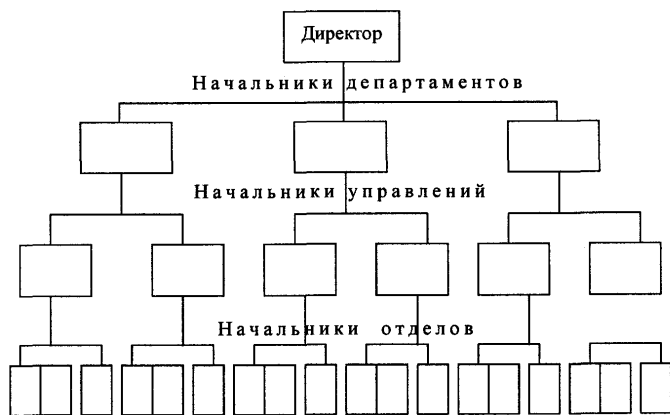 Директор
Начальники департаментов
Начальники управлений
Начальники отделов